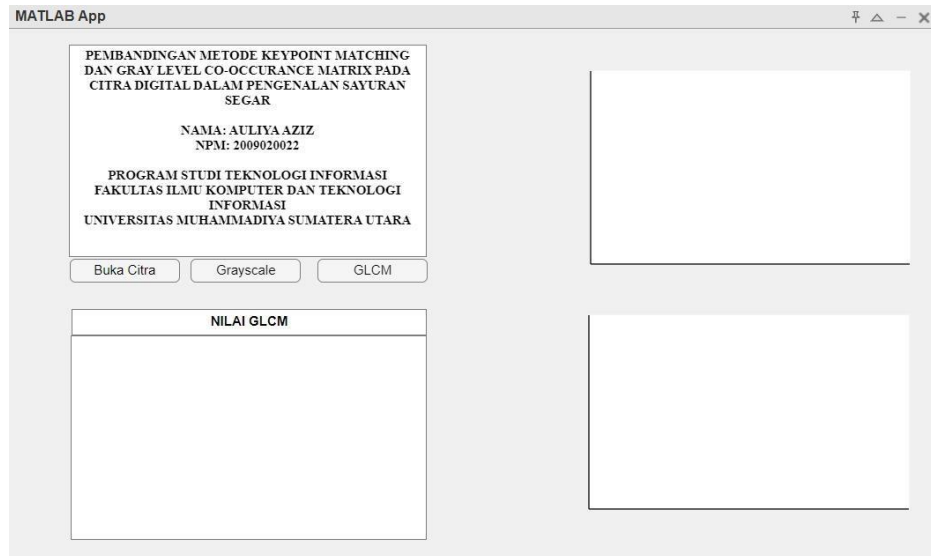 MATLAB App
PEMBANDINGAN METODE KEYPOINT MATCHING
DAN GRAY LEVEL CO-OCCURANCE MATRIX PADA
CITRA DIGITAL DALAM PENGENALAN SAYURAN
SEGAR
NAMA: AULIYA AZIZ
NPM: 2009020022
PROGRAM STUDI TEKNOLOGI INFORMASI
FAKULTAS ILMU KOMPUTER DAN TEKNOLOGI
INFORMASI
UNIVERSITAS MUHAMMADIYA SUMATERA UTARA
Buka Citra
Grayscale
GLCM
NILAI GLCM